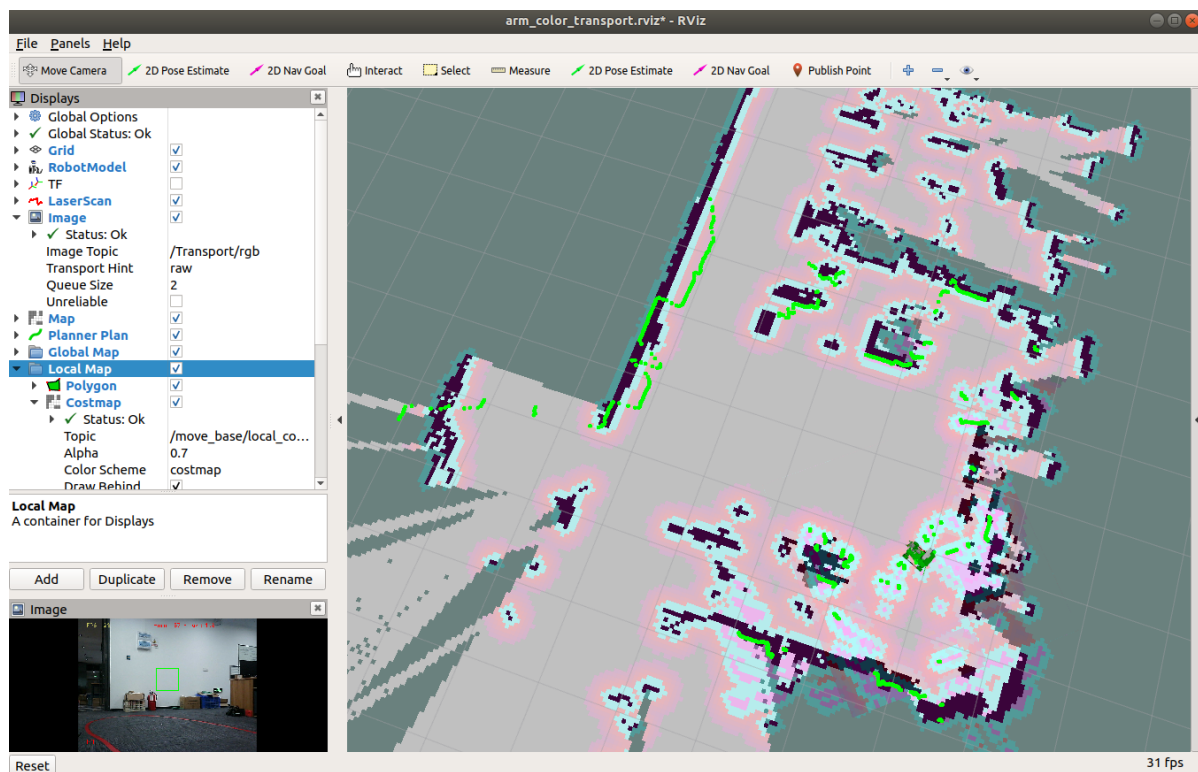 arm_color_transport.rviz* - RViz
File Panels Help
Move Camera 2D Pose Estimate 2D Nav Goal Interact Select Measure 2D Pose Estimate 2D Nav Goal Publish Point
Displays
Global Options
Global Status: Ok
Grid
RobotModel
TF
LaserScan
Image
Status: Ok
Image Topic /Transport/rgb
Transport Hint raw
Queue Size 2
Unreliable
Map
Planner Plan
Global Map
Local Map
Polygon
Costmap
Status: Ok
Topic /move_base/local_co...
Alpha 0.7
Color Scheme costmap
Draw Behind
Local Map
A container for Displays
Add Duplicate Remove Rename
Image
Reset 31 fps